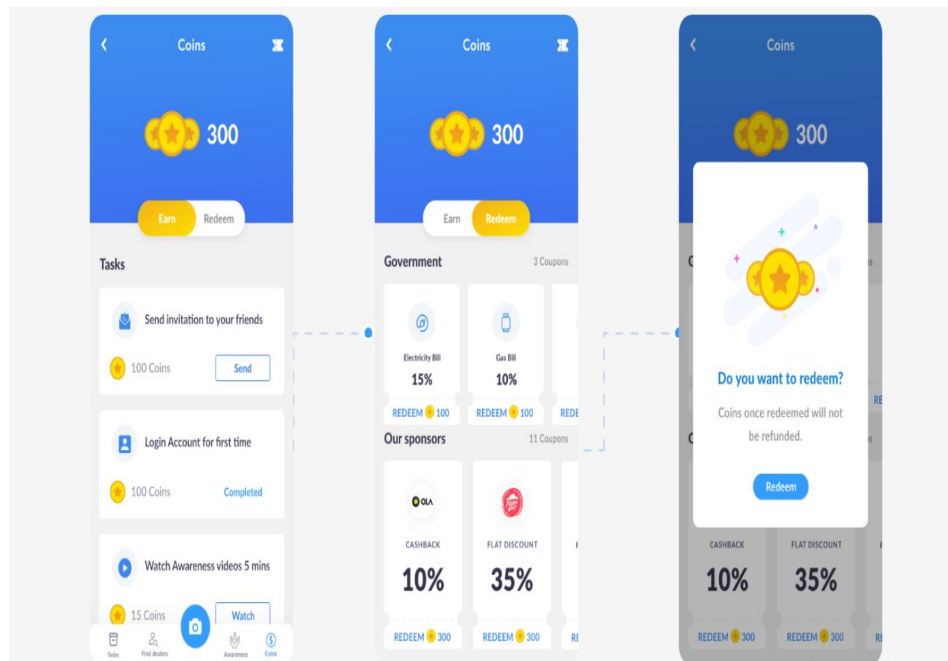 Coins
300
Earn Redeem
Tasks
Send invitation to your friends
100 Coins Send
Login Account for first time
100 Coins Completed
Watch Awareness videos 5 mins
15 Coins Watch
Today Find dealers Awareness Coins
Coins
300
Earn Redeem
Government 3 Coupons
Electricity Bill Gas Bill
15% 10%
REDEEM 100 REDEEM 100 REDE
Our sponsors 11 Coupons
OLA
CASHBACK FLAT DISCOUNT
10% 35%
REDEEM 300 REDEEM 300 RE
Coins
300
Do you want to redeem?
Coins once redeemed will not
be refunded.
Redeem
RE
CASHBACK FLAT DISCOUNT
10% 35%
REDEEM 300 REDEEM 300 RE